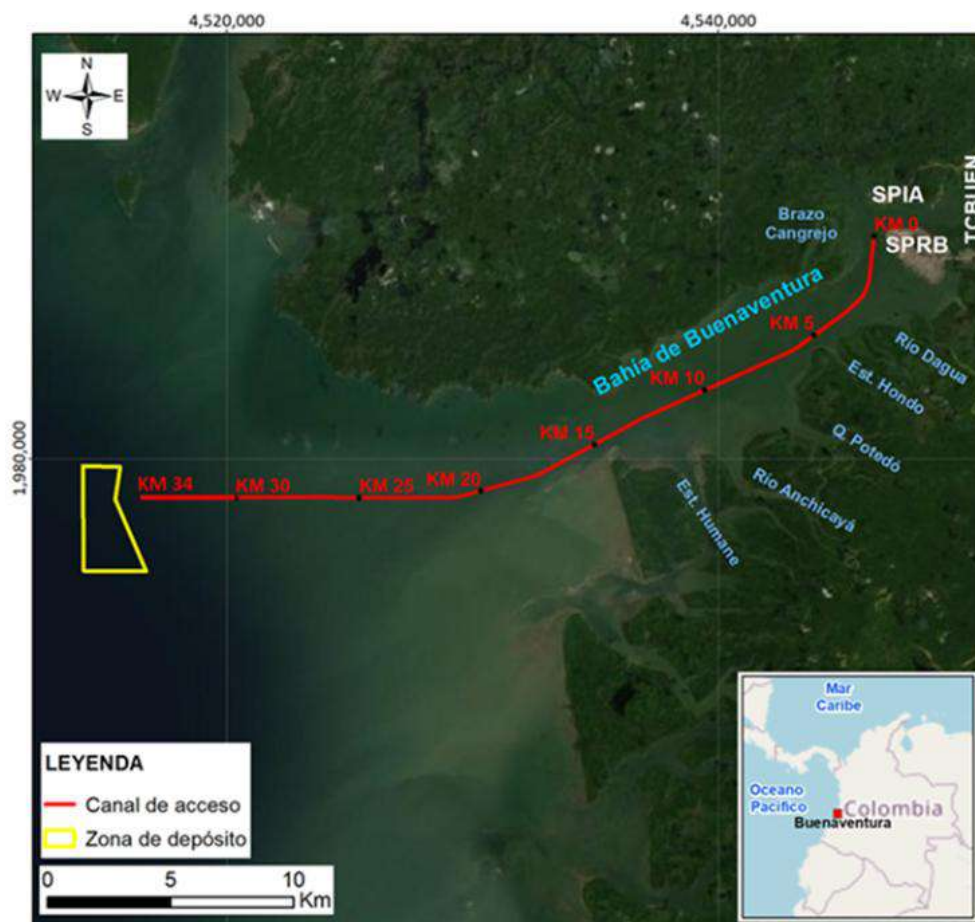 4,520,000
4,540,000
N
W E
S
1,980,000
SPIA
TCBUEN
KM 0
SPRB
Brazo
Cangrejo
Bahía de Buenaventura
KM 5
Río Dagua
Est. Hondo
KM 10
Q. Potedó
KM 15
Río Anchicayá
Est. Humane
KM 20
KM 25
KM 30
KM 34
LEYENDA
Canal de acceso
Zona de depósito
0 5 10
Km
Mar
Caribe
Oceano
Pacifico
Colombia
Buenaventura